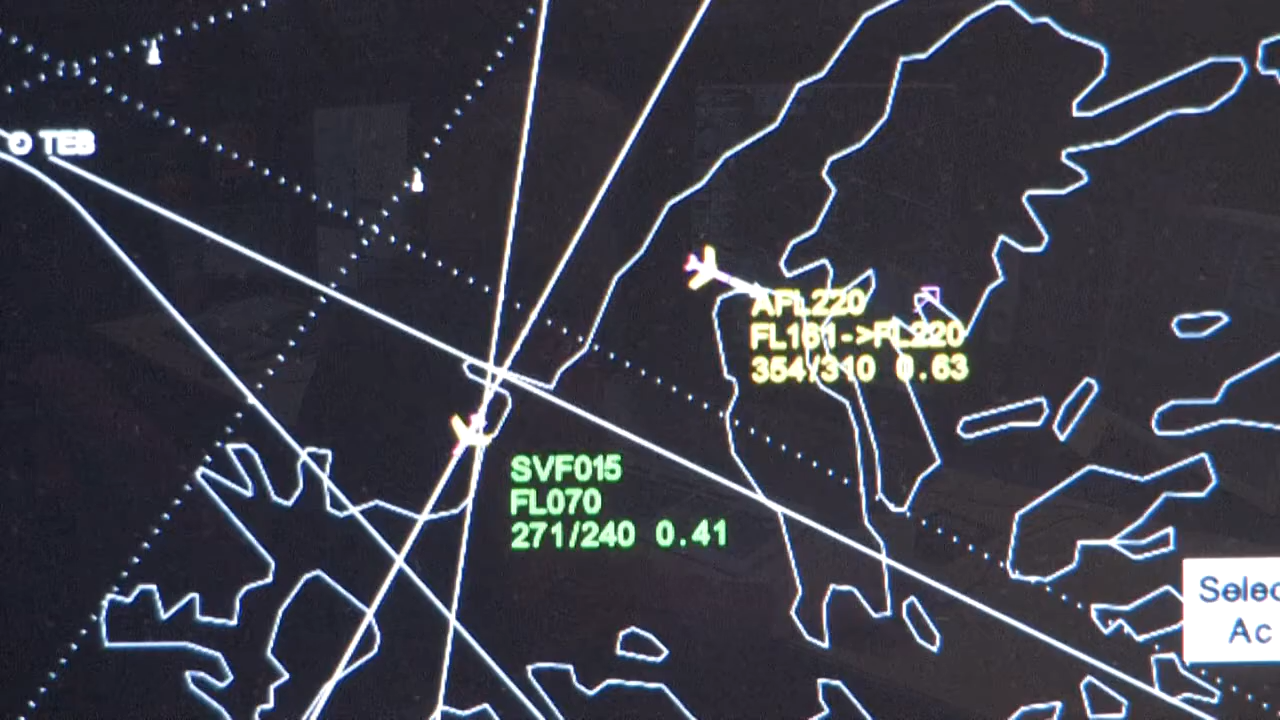 TEB
AFL220
FL161->FL220
354/310 0.63
SVF015
FL070
271/240 0.41
Selec
Ac